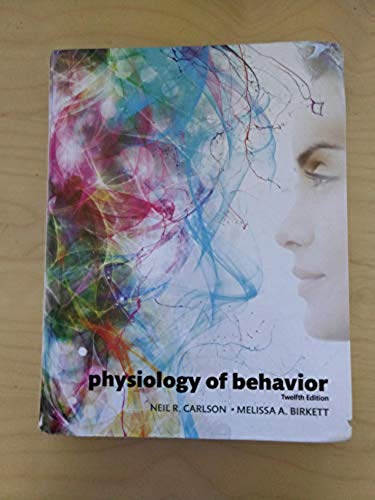 physiology of behavior
Twelfth Edition
NEIL R. CARLSON • MELISSA A. BIRKETT